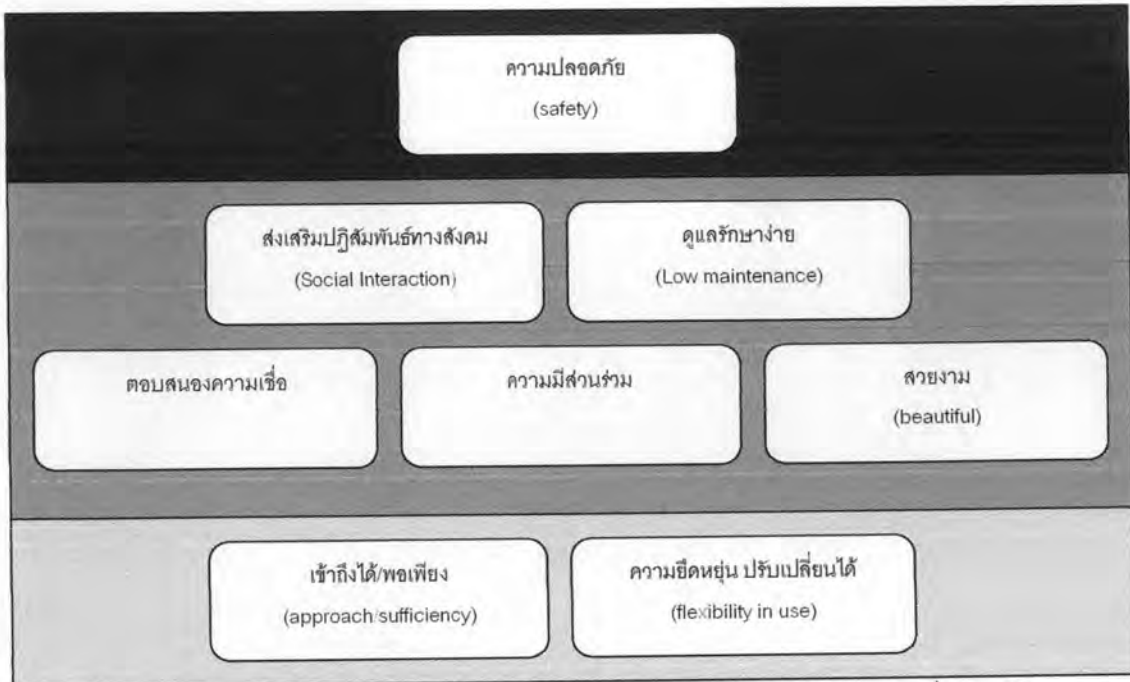 ความปลอดภัย
(safety)
ส่งเสริมปฏิสัมพันธ์ทางสังคม
(Social Interaction)
ดูแลรักษาง่าย
(Low maintenance)
ตอบสนองความเชื่อ
ความมีส่วนร่วม
สวยงาม
(beautiful)
เข้าถึงได้/พอเพียง
(approach/sufficiency)
ความยืดหยุ่น ปรับเปลี่ยนได้
(flexibility in use)